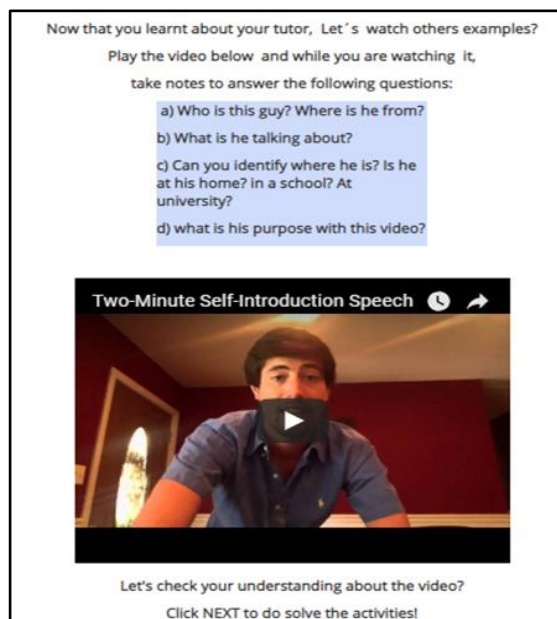 Now that you learnt about your tutor, Let´s watch others examples?
Play the video below and while you are watching it,
take notes to answer the following questions:
a) Who is this guy? Where is he from?
b) What is he talking about?
c) Can you identify where he is? Is he
at his home? in a school? At
university?
d) what is his purpose with this video?
Two-Minute Self-Introduction Speech
Let's check your understanding about the video?
Click NEXT to do solve the activities!